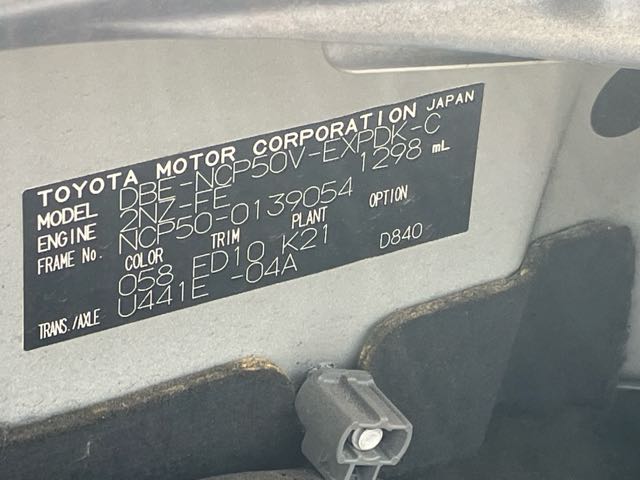 TOYOTA MOTOR CORPORATION JAPAN
MODEL DBE-NCP50V-EXPDK-C
ENGINE 2NZ-FE 1298 mL
FRAME No. NCP50-0139054
COLOR TRIM PLANT OPTION
058 FD10 K21 D840
TRANS./AXLE U441E -04A